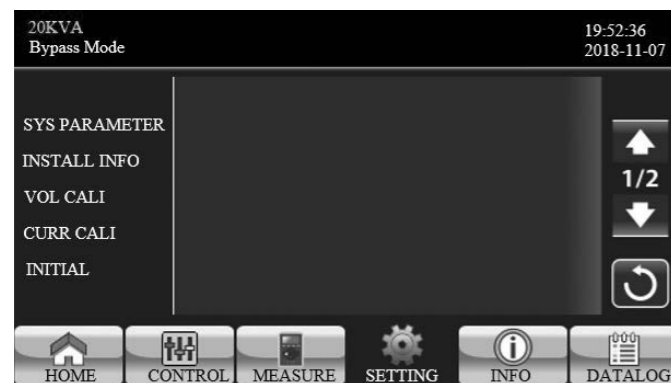 20KVA
Bypass Mode
19:52:36
2018-11-07
SYS PARAMETER
INSTALL INFO
VOL CALI
CURR CALI
INITIAL
1/2
HOME
CONTROL
MEASURE
SETTING
INFO
DATALOG